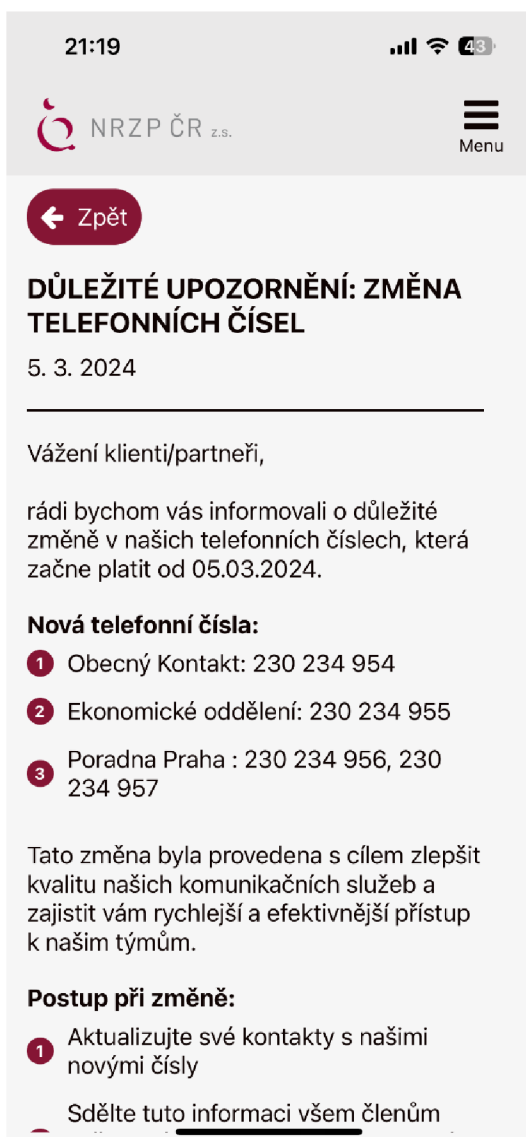 21:19
43
NRZP ČR z.s.
Menu
Zpět
DŮLEŽITÉ UPOZORNĚNÍ: ZMĚNA
TELEFONNÍCH ČÍSEL
5. 3. 2024
Vážení klienti/partneři,
rádi bychom vás informovali o důležité
změně v našich telefonních číslech, která
začne platit od 05.03.2024.
Nová telefonní čísla:
1 Obecný Kontakt: 230 234 954
2 Ekonomické oddělení: 230 234 955
3 Poradna Praha : 230 234 956, 230
234 957
Tato změna byla provedena s cílem zlepšit
kvalitu našich komunikačních služeb a
zajistit vám rychlejší a efektivnější přístup
k našim týmům.
Postup při změně:
1 Aktualizujte své kontakty s našimi
novými čísly
Sdělte tuto informaci všem členům